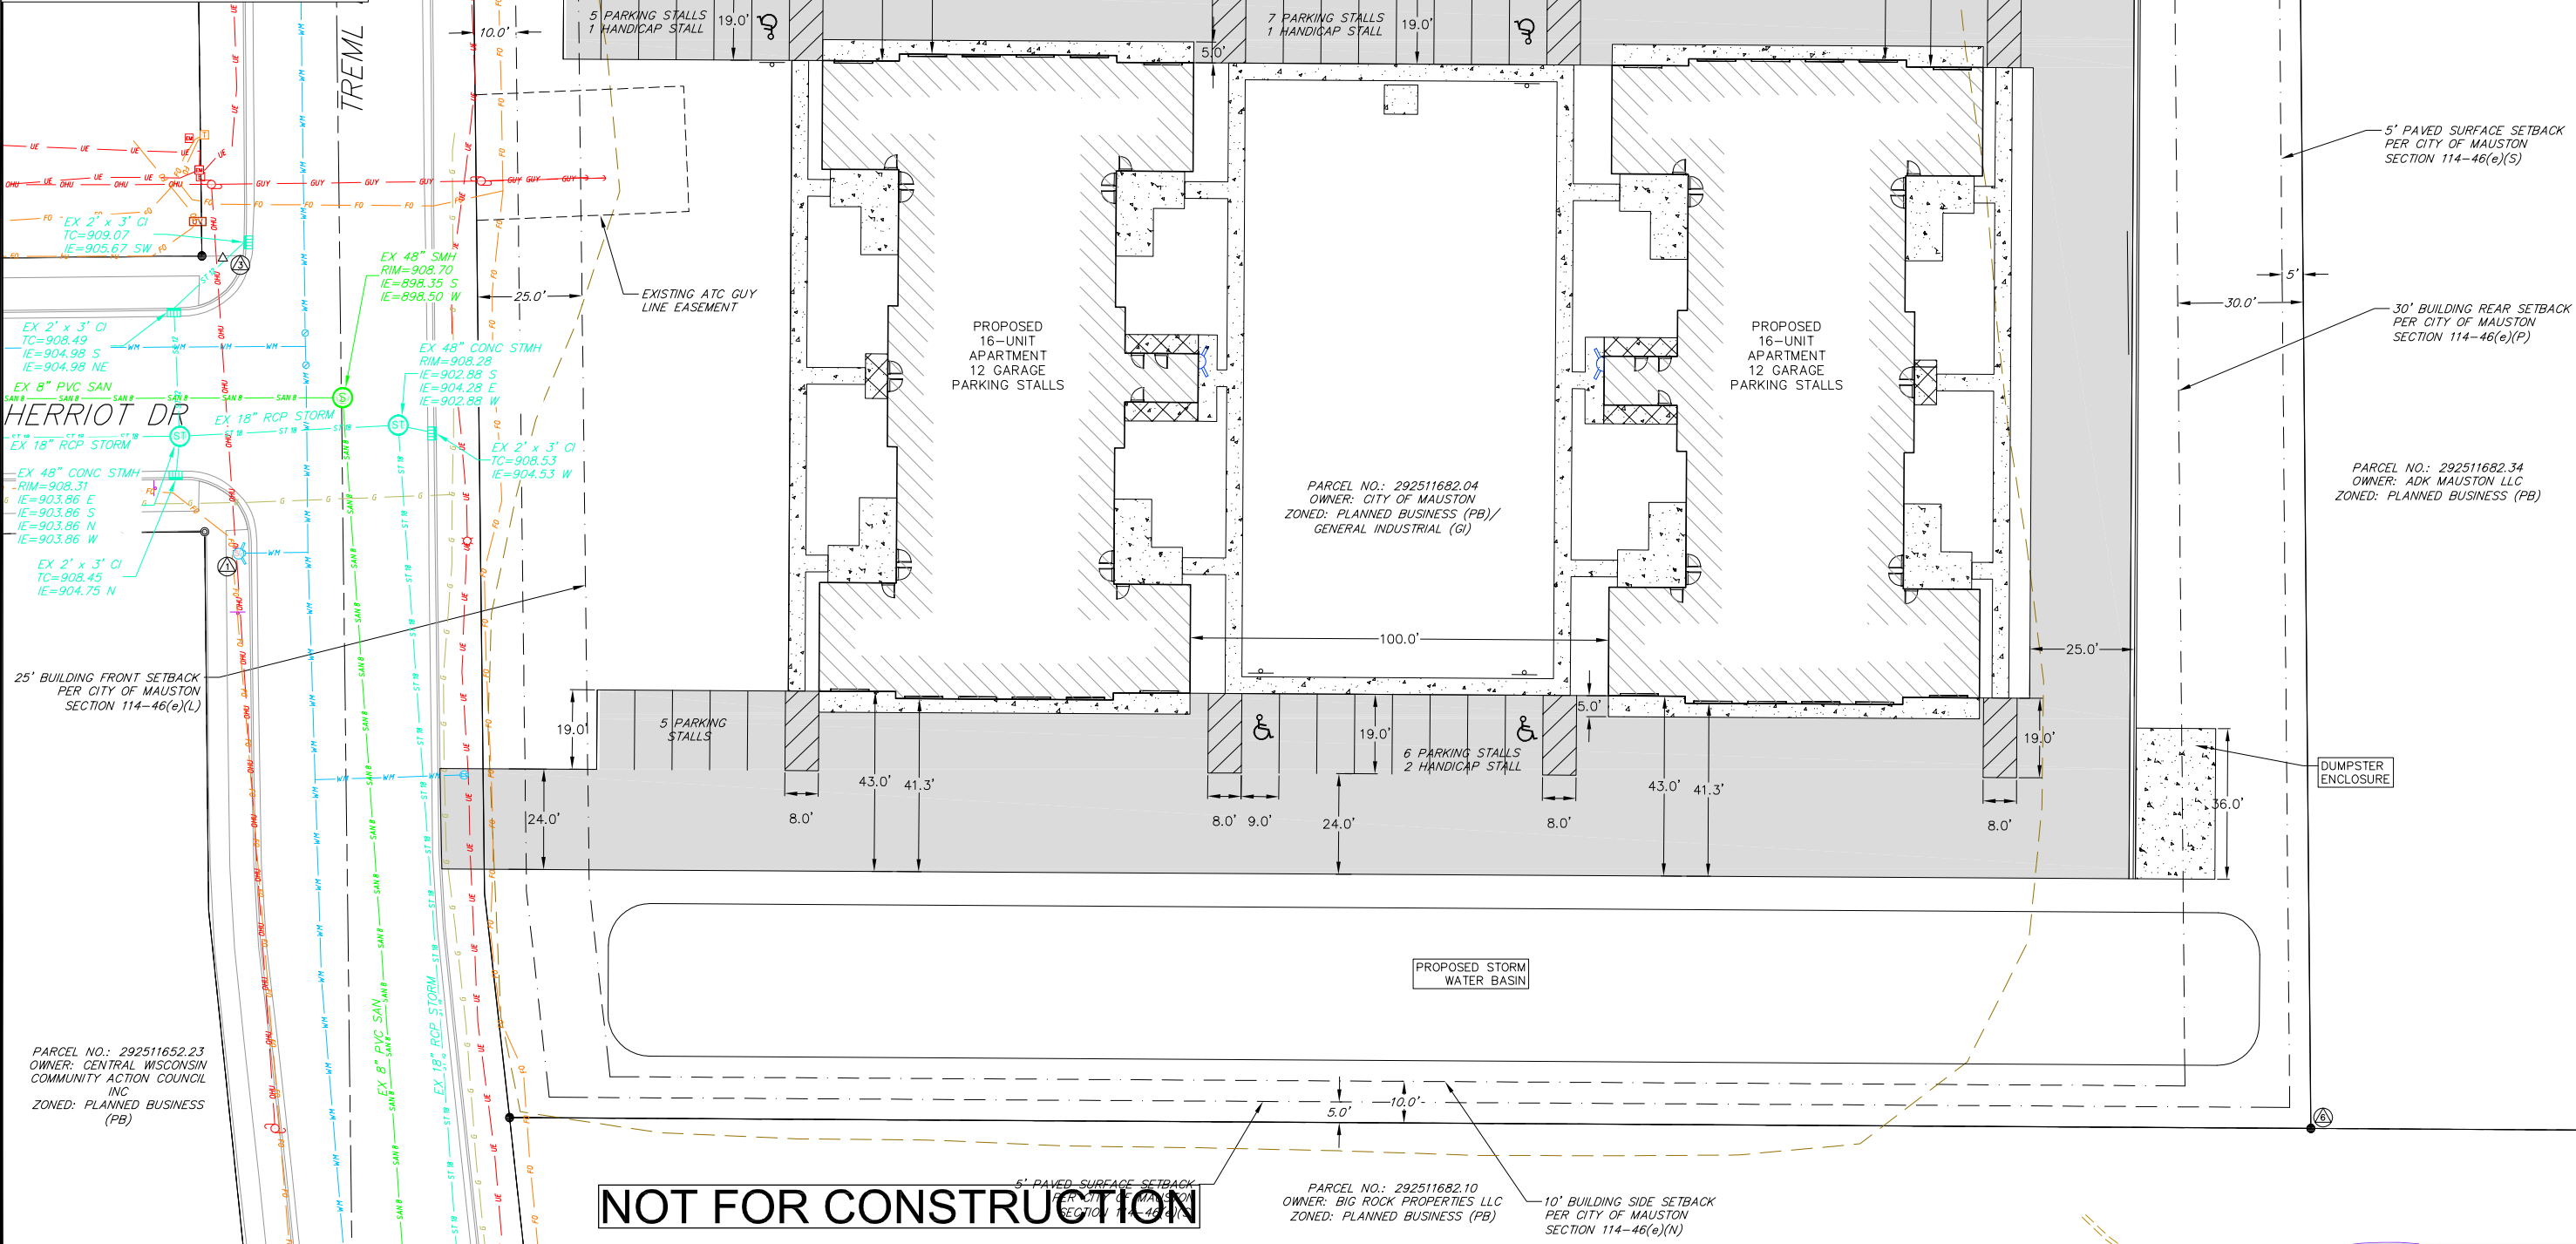 TREML
10.0'
5 PARKING STALLS
1 HANDICAP STALL
19.0'
7 PARKING STALLS
1 HANDICAP STALL
19.0'
5.0'
5' PAVED SURFACE SETBACK
PER CITY OF MAUSTON
SECTION 114-46(e)(S)
EX 2' x 3' CI
TC=909.07
IE=905.67 SW
EX 48" SMH
RIM=908.70
IE=898.35 S
IE=898.50 W
25.0'
EXISTING ATC GUY
LINE EASEMENT
5'
30.0'
30' BUILDING REAR SETBACK
PER CITY OF MAUSTON
SECTION 114-46(e)(P)
EX 2' x 3' CI
TC=908.49
IE=904.98 S
IE=904.98 NE
EX 48" CONC STMH
RIM=908.28
IE=902.88 S
IE=904.28 E
IE=902.88 W
PROPOSED
16-UNIT
APARTMENT
12 GARAGE
PARKING STALLS
PROPOSED
16-UNIT
APARTMENT
12 GARAGE
PARKING STALLS
EX 8" PVC SAN
HERRIOT DR
EX 18" RCP STORM
EX 18" RCP STORM
EX 48" CONC STMH
RIM=908.31
IE=903.86 E
IE=903.86 S
IE=903.86 N
IE=903.86 W
EX 2' x 3' CI
TC=908.53
IE=904.53 W
PARCEL NO.: 292511682.04
OWNER: CITY OF MAUSTON
ZONED: PLANNED BUSINESS (PB)/
GENERAL INDUSTRIAL (GI)
PARCEL NO.: 292511682.34
OWNER: ADK MAUSTON LLC
ZONED: PLANNED BUSINESS (PB)
EX 2' x 3' CI
TC=908.45
IE=904.75 N
100.0'
25.0'
25' BUILDING FRONT SETBACK
PER CITY OF MAUSTON
SECTION 114-46(e)(L)
19.0'
5 PARKING
STALLS
19.0'
6 PARKING STALLS
2 HANDICAP STALL
5.0'
19.0'
DUMPSTER
ENCLOSURE
36.0'
24.0'
8.0'
43.0'
41.3'
8.0'
9.0'
24.0'
8.0'
43.0'
41.3'
8.0'
PROPOSED STORM
WATER BASIN
EX 8" PVC SAN
EX 18" RCP STORM
PARCEL NO.: 292511652.23
OWNER: CENTRAL WISCONSIN
COMMUNITY ACTION COUNCIL
INC
ZONED: PLANNED BUSINESS
(PB)
5.0'
10.0'
5' PAVED SURFACE SETBACK
PER CITY OF MAUSTON
SECTION 114-46(e)(S)
NOT FOR CONSTRUCTION
PARCEL NO.: 292511682.10
OWNER: BIG ROCK PROPERTIES LLC
ZONED: PLANNED BUSINESS (PB)
10' BUILDING SIDE SETBACK
PER CITY OF MAUSTON
SECTION 114-46(e)(N)